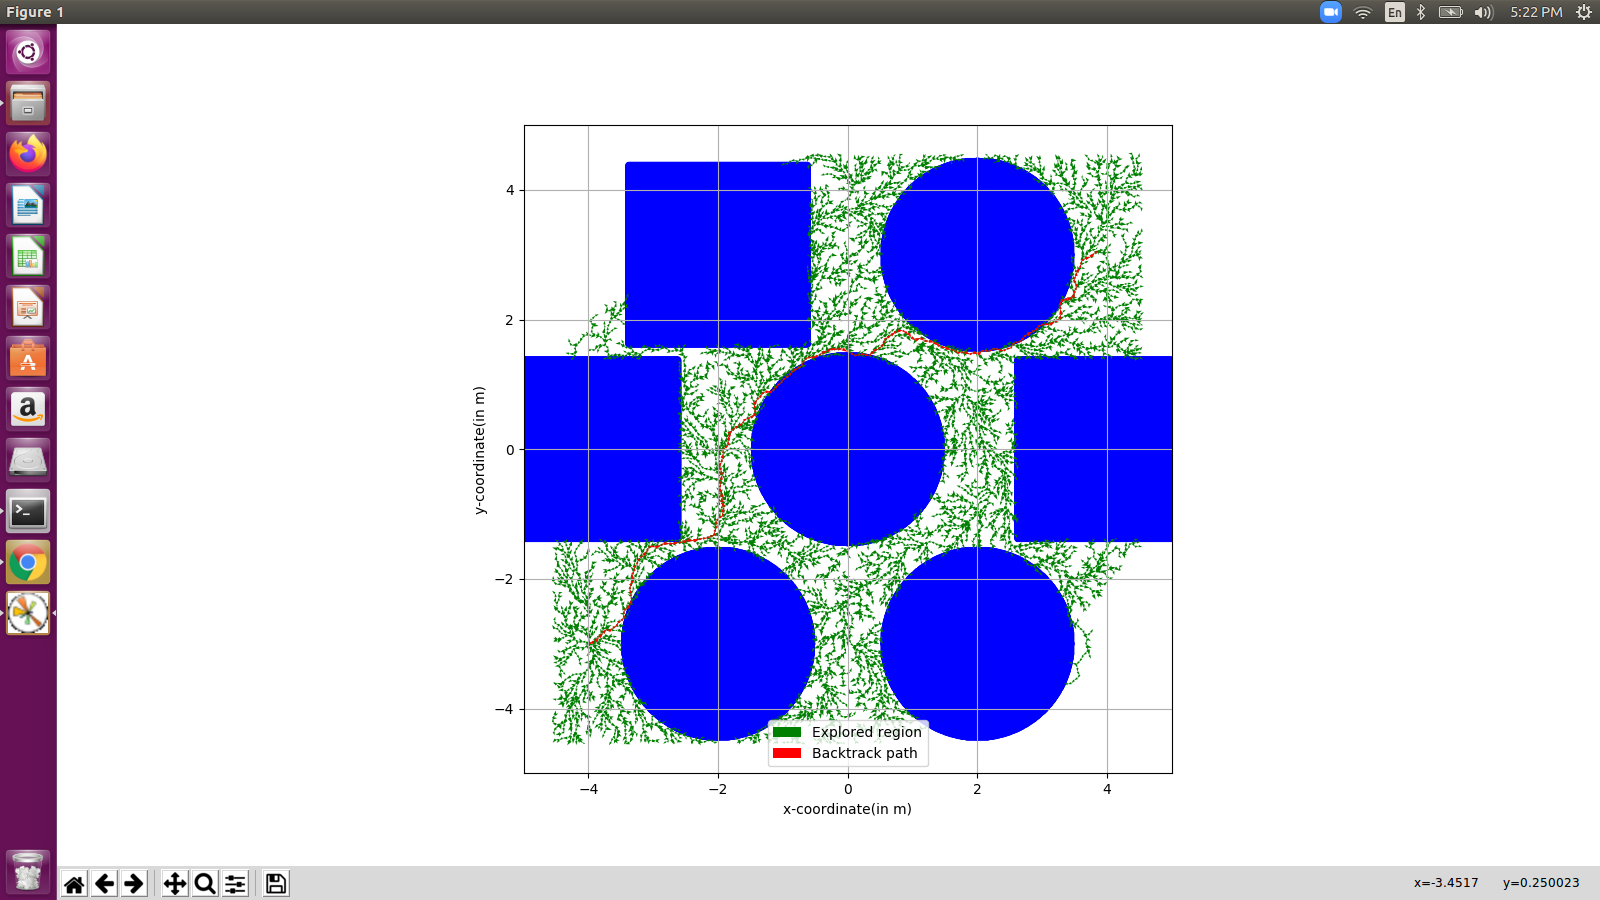 Figure 1
En
5:22 PM
4
2
0
−2
−4
y-coordinate(in m)
Explored region
Backtrack path
−4
−2
0
2
4
x-coordinate(in m)
x=-3.4517 y=0.250023